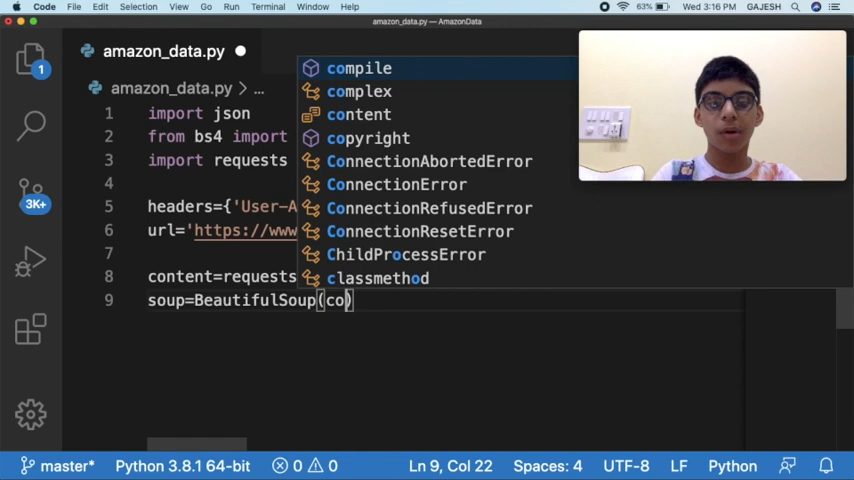 Code File Edit Selection View Go Run Terminal Window Help 63% Wed 3:16 PM GAJESH
amazon_data.py — AmazonData
amazon_data.py
amazon_data.py > ...
1 import json
2 from bs4 import
3 import requests
4
5 headers={'User-A
6 url='https://www
7
8 content=requests
9 soup=BeautifulSoup(co)
compile
complex
content
copyright
ConnectionAbortedError
ConnectionError
ConnectionRefusedError
ConnectionResetError
ChildProcessError
classmethod
1
3K+
master* Python 3.8.1 64-bit 0 0 Ln 9, Col 22 Spaces: 4 UTF-8 LF Python